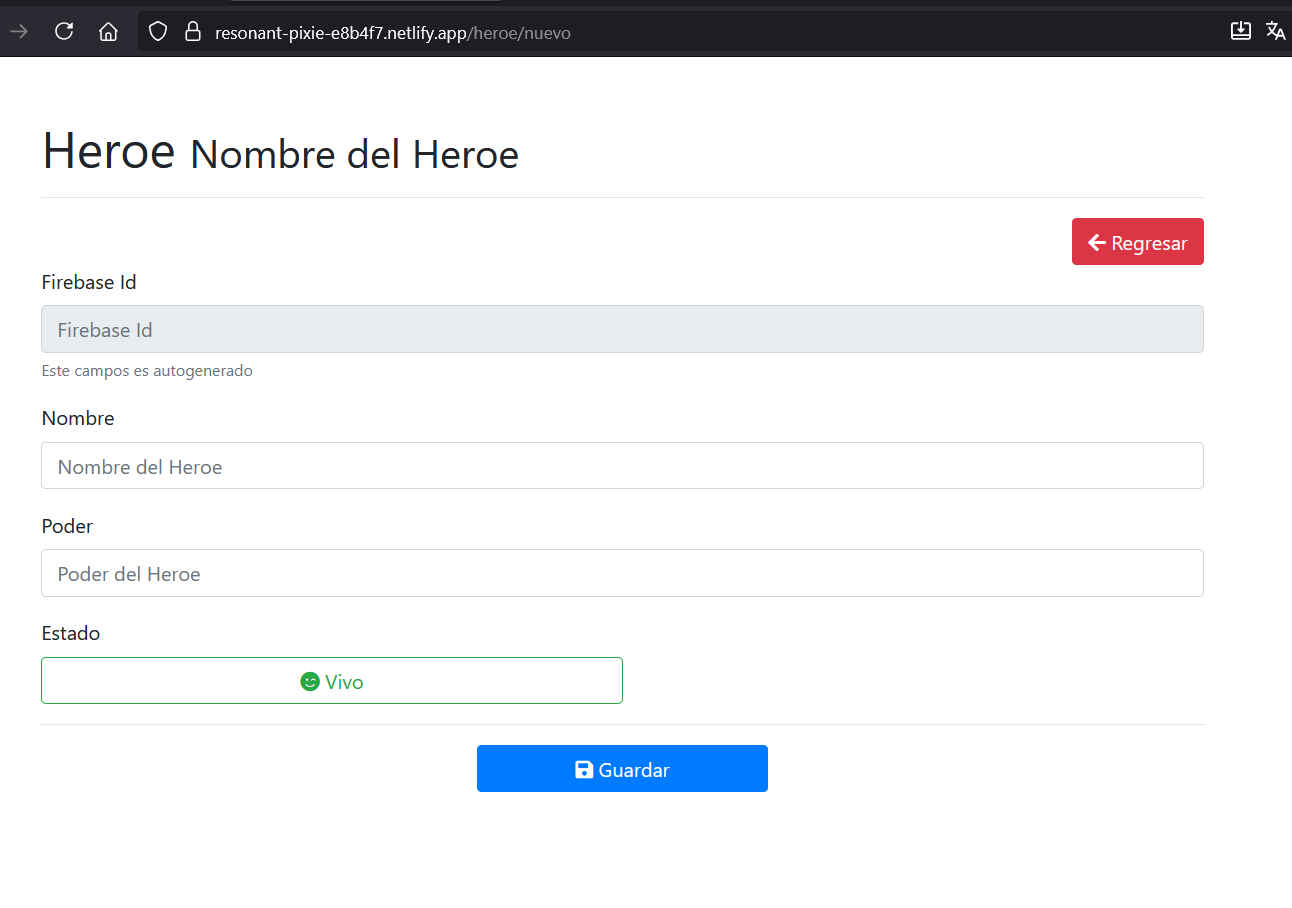 resonant-pixie-e8b4f7.netlify.app/heroe/nuevo
Heroe Nombre del Heroe
Regresar
Firebase Id
Firebase Id
Este campos es autogenerado
Nombre
Nombre del Heroe
Poder
Poder del Heroe
Estado
Vivo
Guardar